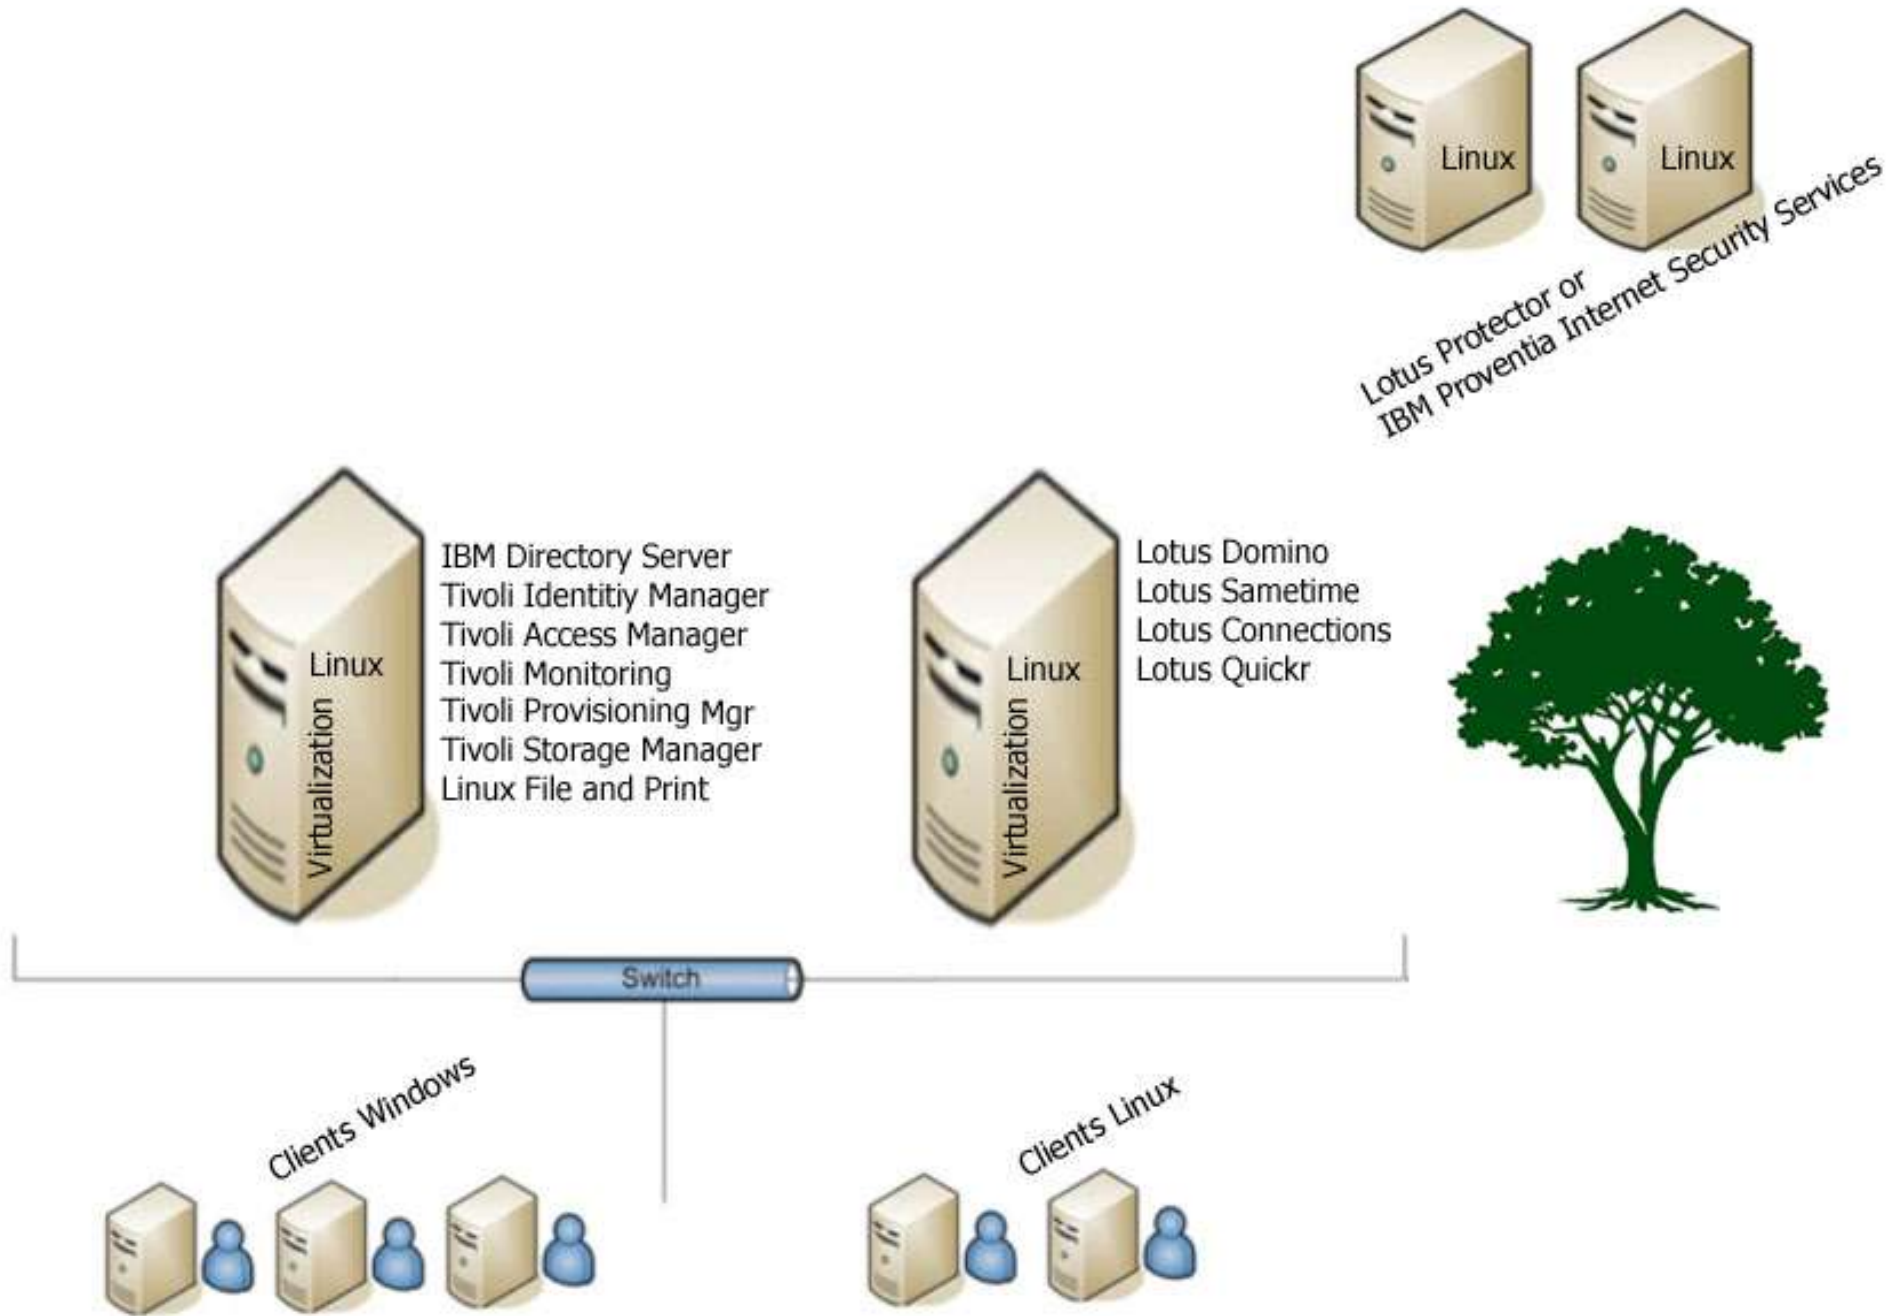 Linux
Linux
Lotus Protector or
IBM Proventia Internet Security Services
Linux
Virtualization
IBM Directory Server
Tivoli Identitiy Manager
Tivoli Access Manager
Tivoli Monitoring
Tivoli Provisioning Mgr
Tivoli Storage Manager
Linux File and Print
Linux
Virtualization
Lotus Domino
Lotus Sametime
Lotus Connections
Lotus Quickr
Switch
Clients Windows
Clients Linux